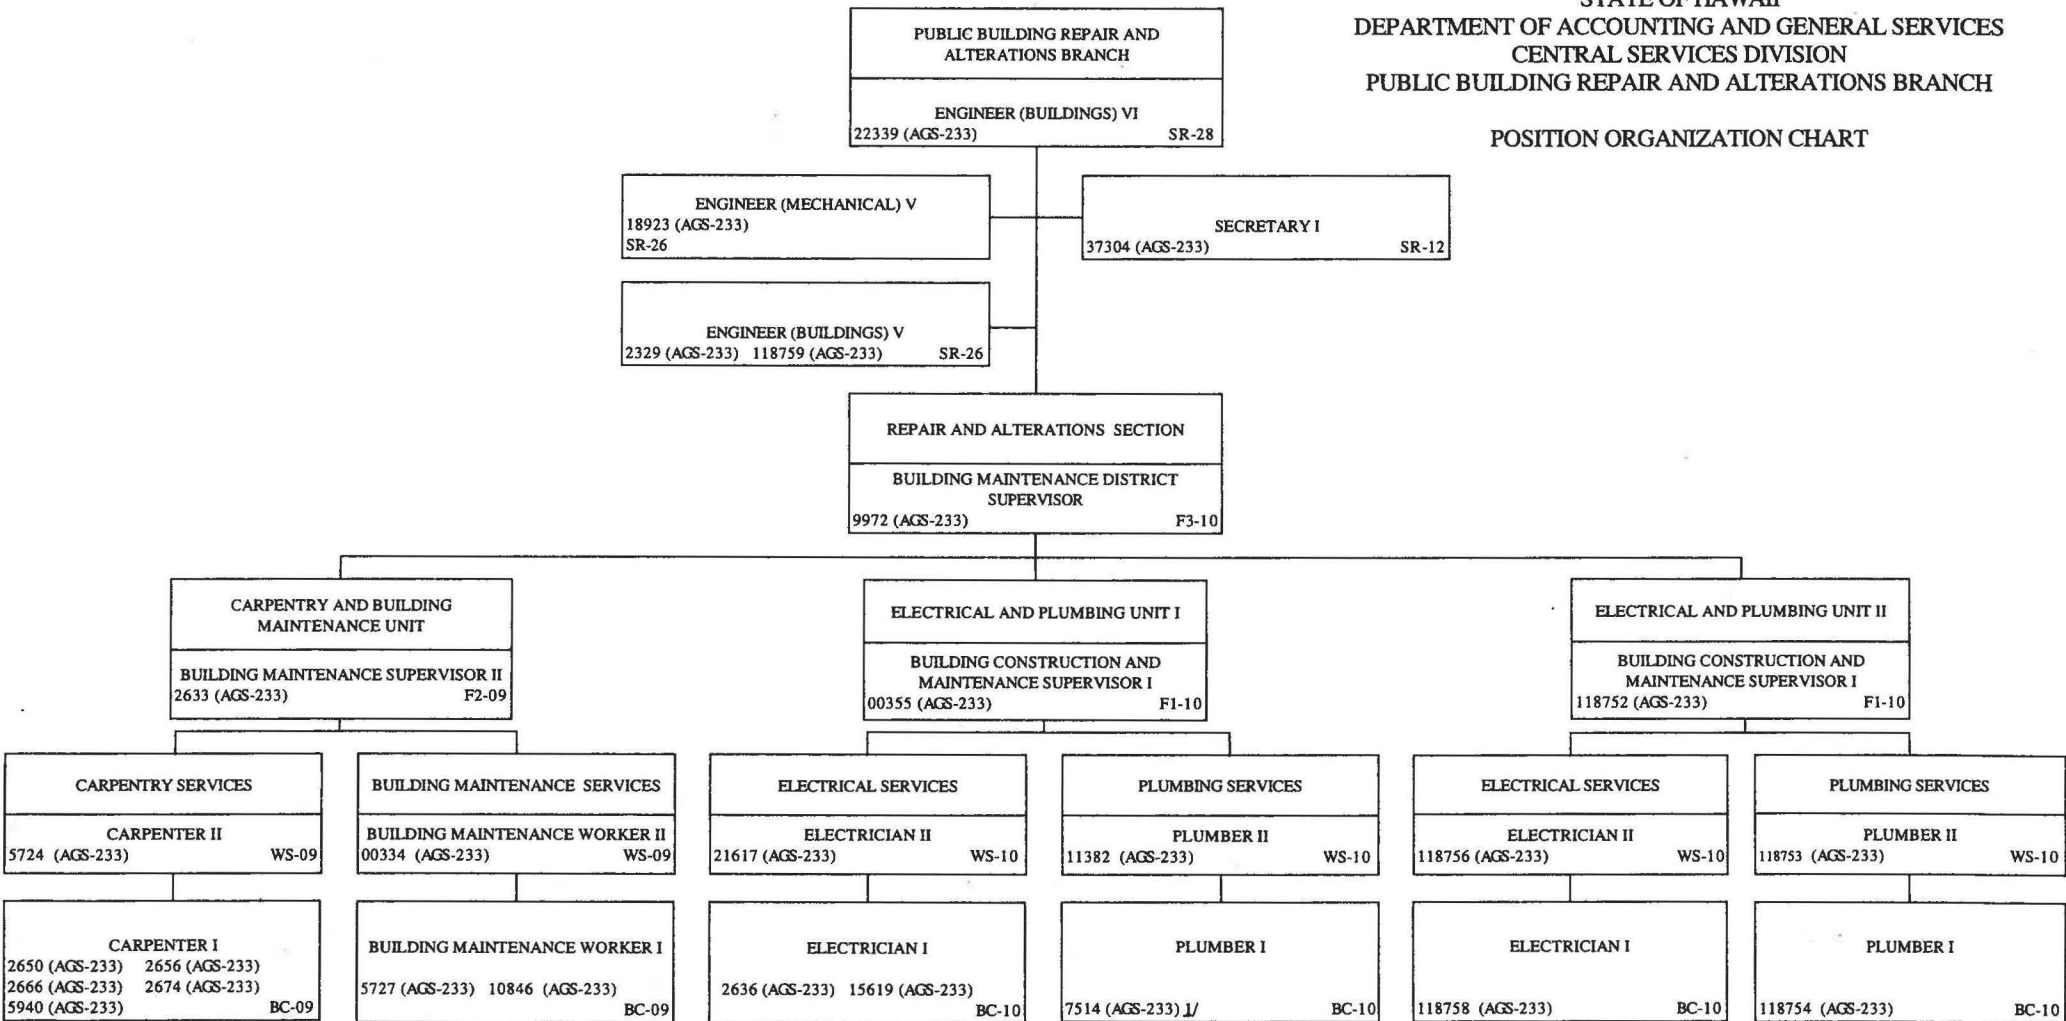 STATE OF HAWAII
DEPARTMENT OF ACCOUNTING AND GENERAL SERVICES
CENTRAL SERVICES DIVISION
PUBLIC BUILDING REPAIR AND ALTERATIONS BRANCH
POSITION ORGANIZATION CHART
PUBLIC BUILDING REPAIR AND
ALTERATIONS BRANCH
ENGINEER (BUILDINGS) VI
22339 (AGS-233) SR-28
ENGINEER (MECHANICAL) V
18923 (AGS-233)
SR-26
SECRETARY I
37304 (AGS-233) SR-12
ENGINEER (BUILDINGS) V
2329 (AGS-233) 118759 (AGS-233) SR-26
REPAIR AND ALTERATIONS SECTION
BUILDING MAINTENANCE DISTRICT
SUPERVISOR
9972 (AGS-233) F3-10
CARPENTRY AND BUILDING
MAINTENANCE UNIT
BUILDING MAINTENANCE SUPERVISOR II
2633 (AGS-233) F2-09
ELECTRICAL AND PLUMBING UNIT I
BUILDING CONSTRUCTION AND
MAINTENANCE SUPERVISOR I
00355 (AGS-233) F1-10
ELECTRICAL AND PLUMBING UNIT II
BUILDING CONSTRUCTION AND
MAINTENANCE SUPERVISOR I
118752 (AGS-233) F1-10
CARPENTRY SERVICES
CARPENTER II
5724 (AGS-233) WS-09
BUILDING MAINTENANCE SERVICES
BUILDING MAINTENANCE WORKER II
00334 (AGS-233) WS-09
ELECTRICAL SERVICES
ELECTRICIAN II
21617 (AGS-233) WS-10
PLUMBING SERVICES
PLUMBER II
11382 (AGS-233) WS-10
ELECTRICAL SERVICES
ELECTRICIAN II
118756 (AGS-233) WS-10
PLUMBING SERVICES
PLUMBER II
118753 (AGS-233) WS-10
CARPENTER I
2650 (AGS-233) 2656 (AGS-233)
2666 (AGS-233) 2674 (AGS-233)
5940 (AGS-233) BC-09
BUILDING MAINTENANCE WORKER I
5727 (AGS-233) 10846 (AGS-233)
BC-09
ELECTRICIAN I
2636 (AGS-233) 15619 (AGS-233)
BC-10
PLUMBER I
7514 (AGS-233) 1/ BC-10
ELECTRICIAN I
118758 (AGS-233) BC-10
PLUMBER I
118754 (AGS-233) BC-10